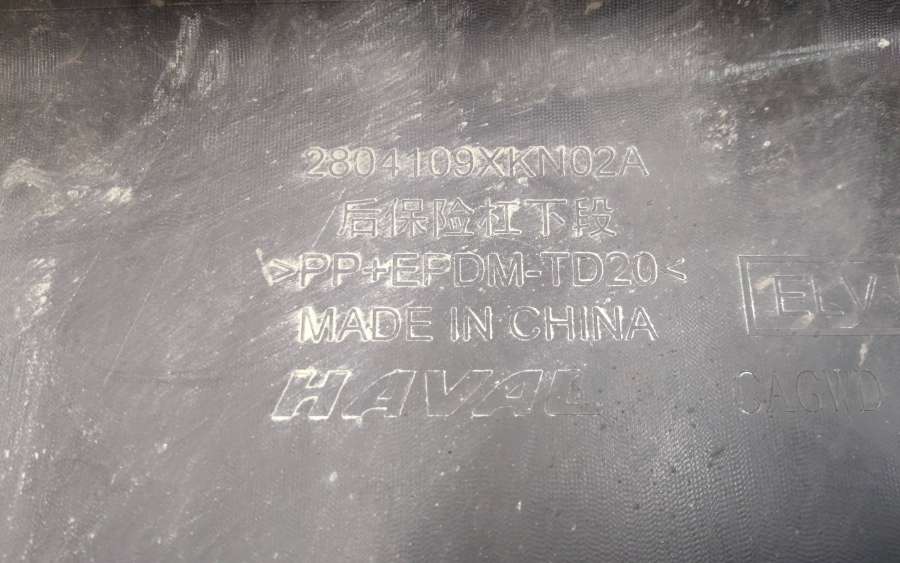 2804109XKN02A
后保险杠下段
>PP+EPDM-TD20<
MADE IN CHINA
ELV
HAVAL
CAGWD